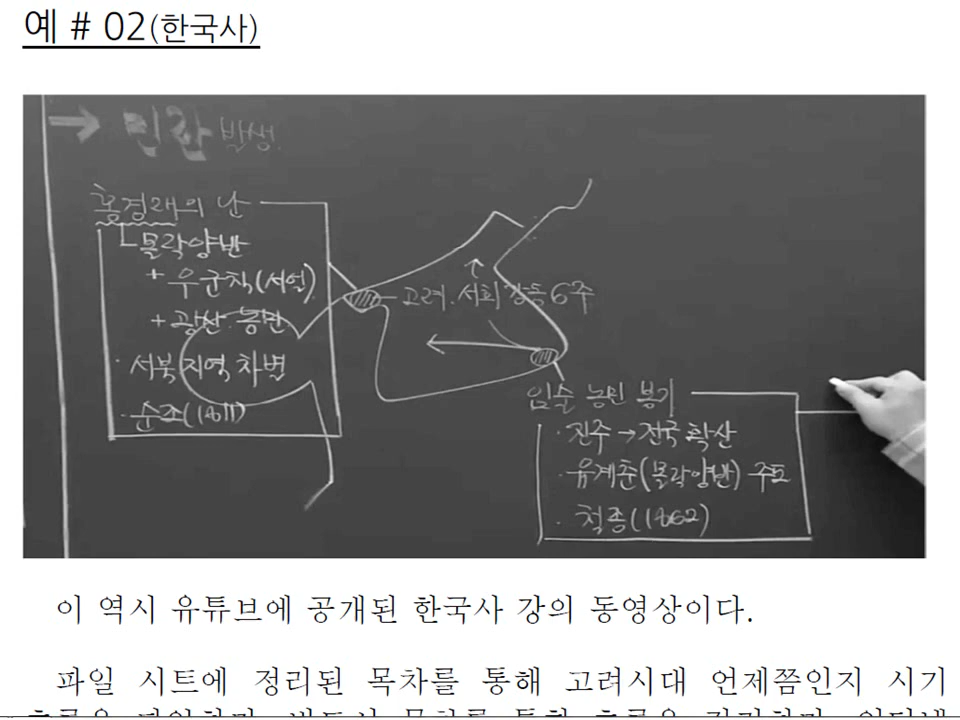 예 # 02(한국사)
→ 민란 발생
홍경래의 난
몰락양반
+ 우군칙(서얼)
+ 광산 농민
· 서북지역 차별
· 순조(1811)
고려. 서희 강동6주
임술 농민 봉기
· 진주 → 전국 확산
· 유계춘(몰락양반) 주도
· 철종(1862)
이 역시 유튜브에 공개된 한국사 강의 동영상이다.
파일 시트에 정리된 목차를 통해 고려시대 언제쯤인지 시기